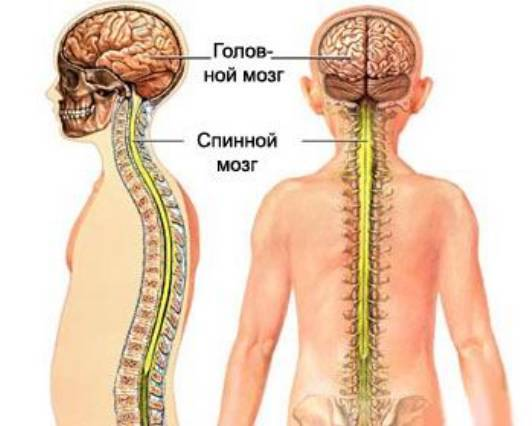 Голов-
ной мозг
Спинной
мозг